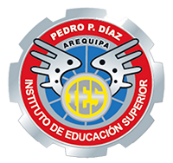 PEDRO P. DÍAZ
AREQUIPA
INSTITUTO DE EDUCACIÓN SUPERIOR